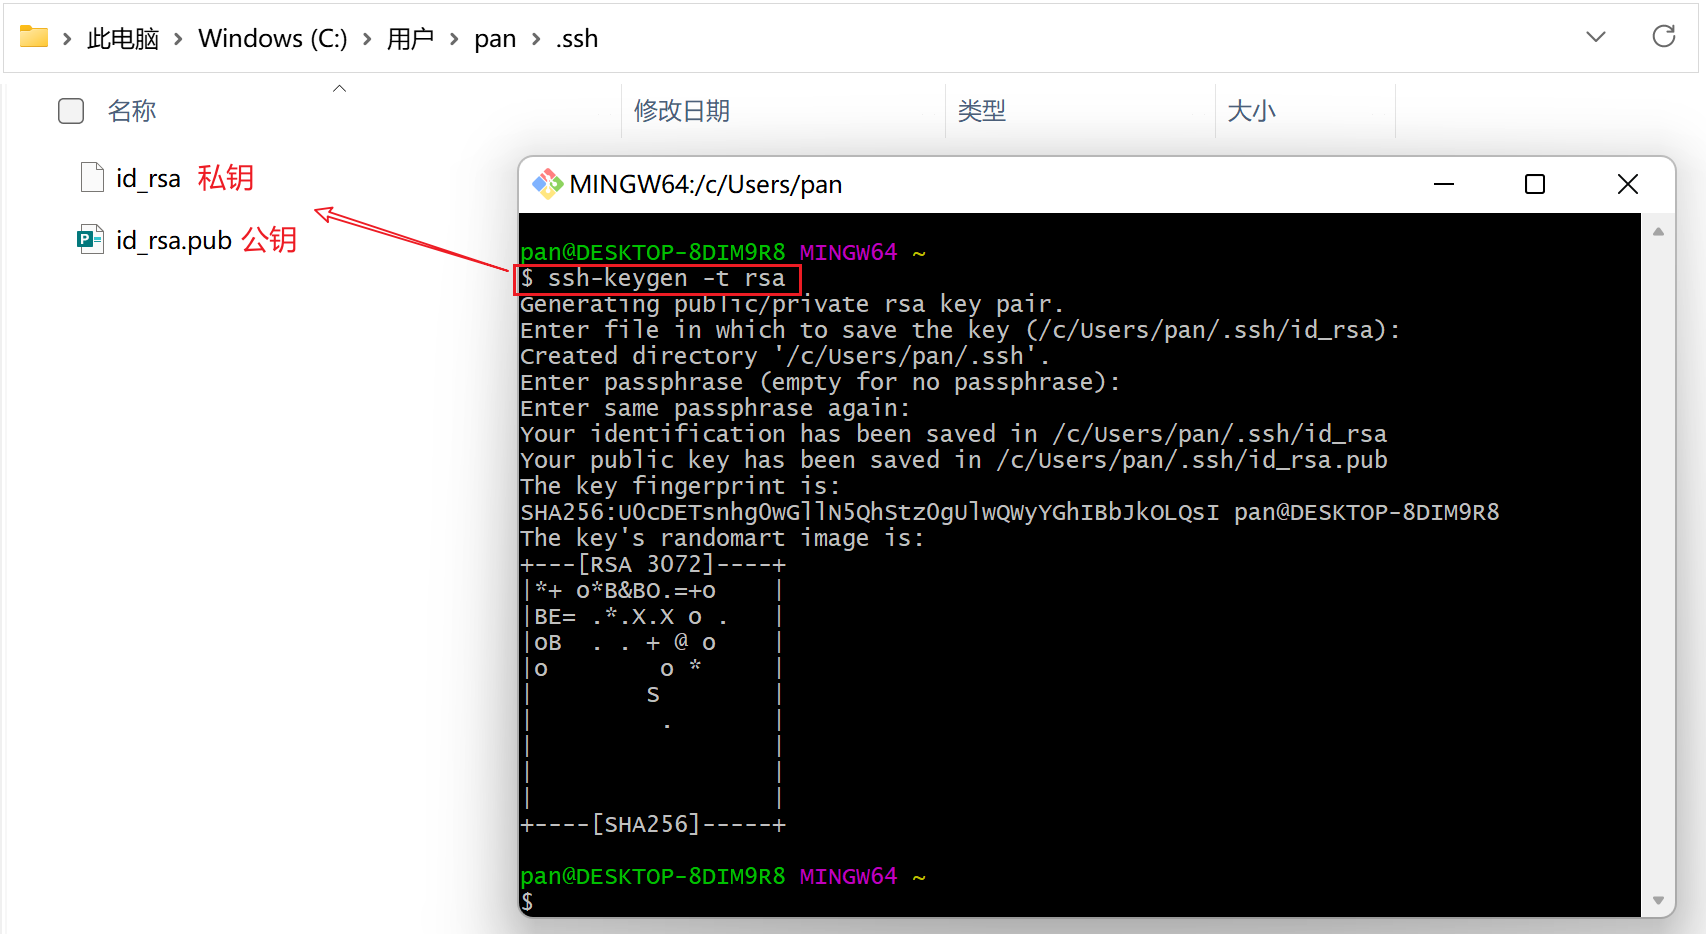 此电脑 > Windows (C:) > 用户 > pan > .ssh
名称 修改日期 类型 大小
id_rsa 私钥
id_rsa.pub 公钥
MINGW64:/c/Users/pan
pan@DESKTOP-8DIM9R8 MINGW64 ~
$ ssh-keygen -t rsa
Generating public/private rsa key pair.
Enter file in which to save the key (/c/Users/pan/.ssh/id_rsa):
Created directory '/c/Users/pan/.ssh'.
Enter passphrase (empty for no passphrase):
Enter same passphrase again:
Your identification has been saved in /c/Users/pan/.ssh/id_rsa
Your public key has been saved in /c/Users/pan/.ssh/id_rsa.pub
The key fingerprint is:
SHA256:UOcDETsnhgOwGllN5QhStzOgUlwQWyYGhIBbJkOLQsI pan@DESKTOP-8DIM9R8
The key's randomart image is:
+---[RSA 3072]----+
|*+ o*B&BO.=+o    |
|BE= .*.X.X o .   |
|oB  . . + @ o    |
|o        o *     |
|        S        |
|         .       |
|                 |
|                 |
|                 |
+----[SHA256]-----+
pan@DESKTOP-8DIM9R8 MINGW64 ~
$